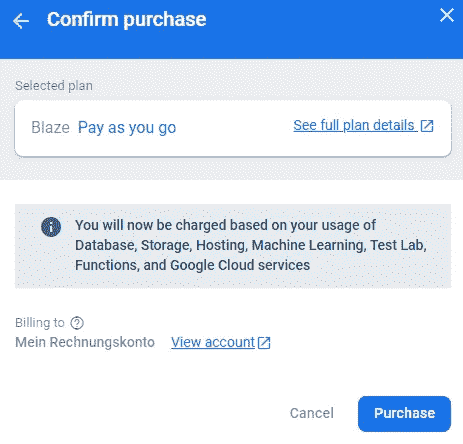 Confirm purchase
Selected plan
Blaze Pay as you go See full plan details
You will now be charged based on your usage of
Database, Storage, Hosting, Machine Learning, Test Lab,
Functions, and Google Cloud services
Billing to
Mein Rechnungskonto View account
Cancel Purchase